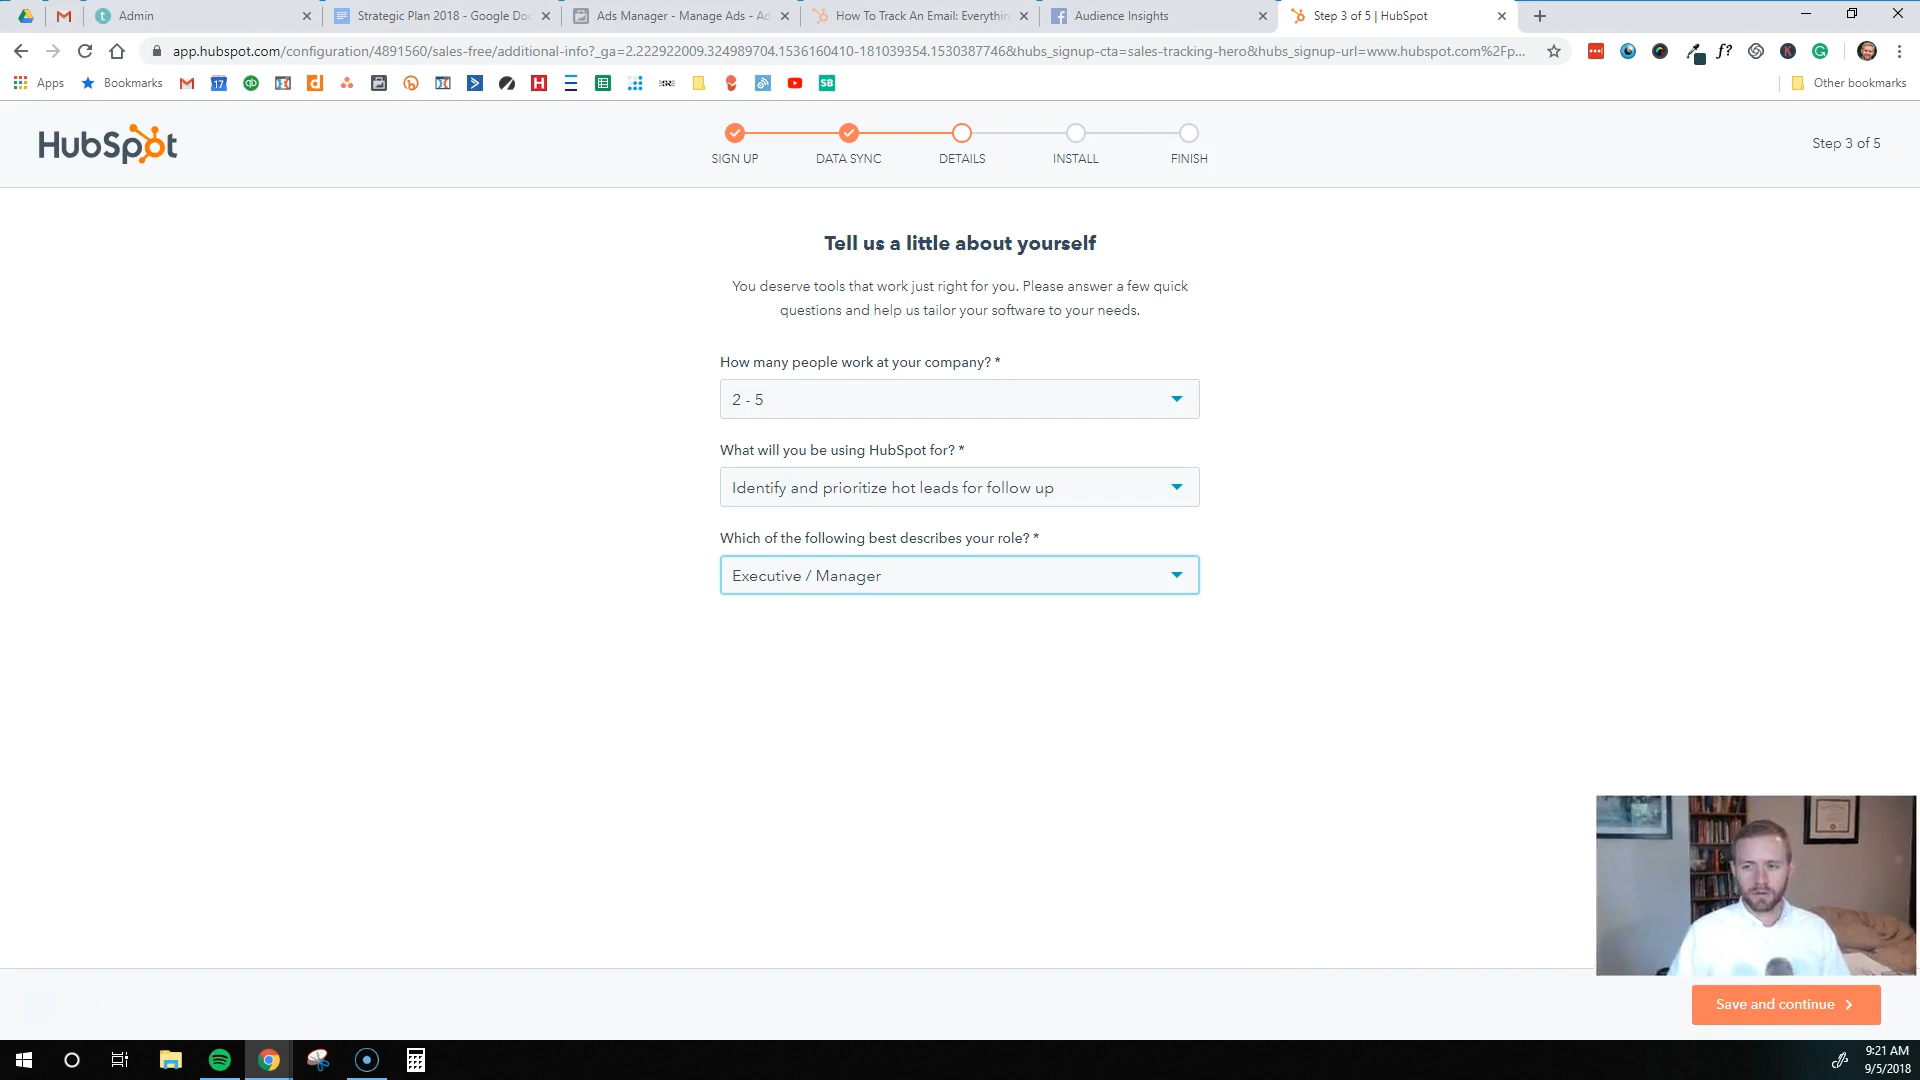 Admin
Strategic Plan 2018 - Google Doc
Ads Manager - Manage Ads - Ad
How To Track An Email: Everythin
Audience Insights
Step 3 of 5 | HubSpot
app.hubspot.com/configuration/4891560/sales-free/additional-info?_ga=2.222922009.324989704.1536160410-181039354.1530387746&hubs_signup-cta=sales-tracking-hero&hubs_signup-url=www.hubspot.com%2Fp...
f?
K
Apps
Bookmarks
17
qb
H
SB
Other bookmarks
HubSpot
SIGN UP
DATA SYNC
DETAILS
INSTALL
FINISH
Step 3 of 5
Tell us a little about yourself
You deserve tools that work just right for you. Please answer a few quick
questions and help us tailor your software to your needs.
How many people work at your company? *
2 - 5
What will you be using HubSpot for? *
Identify and prioritize hot leads for follow up
Which of the following best describes your role? *
Executive / Manager
Save and continue
9:21 AM
9/5/2018